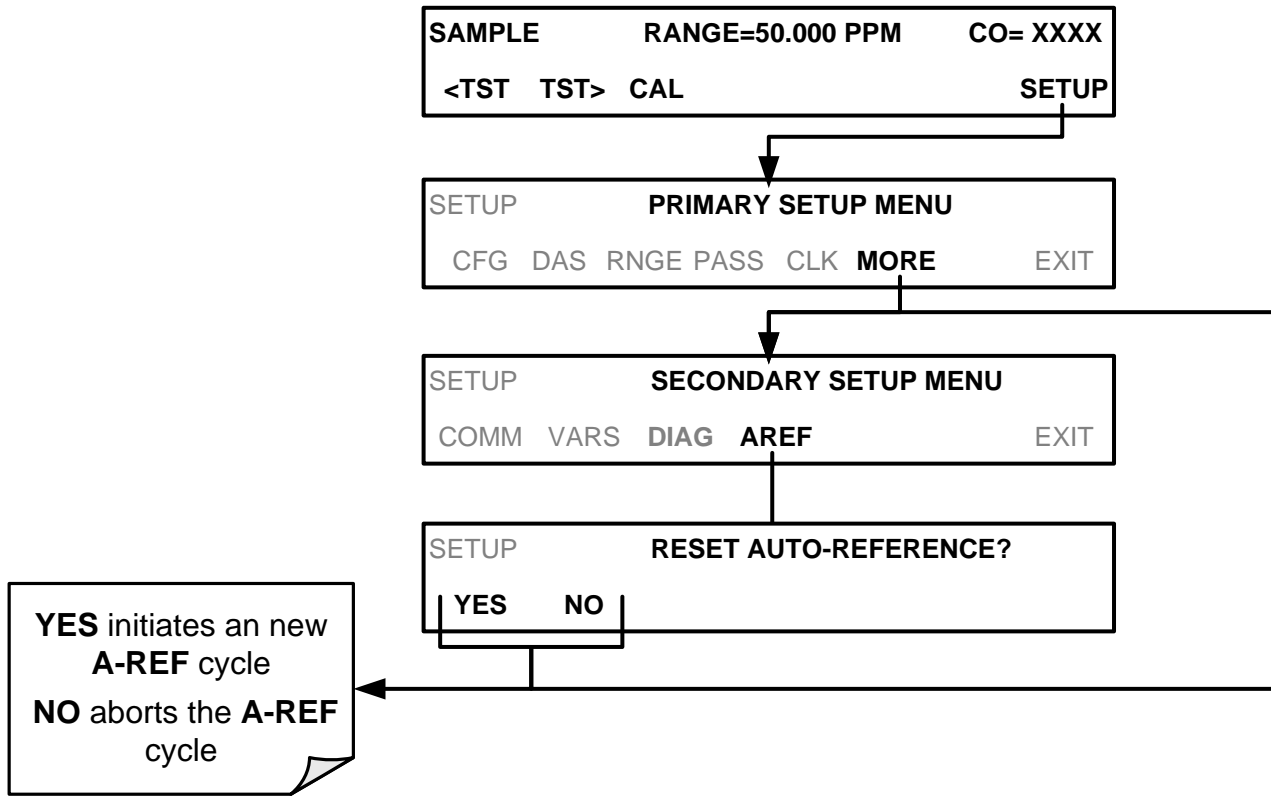 SAMPLE RANGE=50.000 PPM CO= XXXX
<TST TST> CAL SETUP
SETUP PRIMARY SETUP MENU
CFG DAS RNGE PASS CLK MORE EXIT
SETUP SECONDARY SETUP MENU
COMM VARS DIAG AREF EXIT
SETUP RESET AUTO-REFERENCE?
YES NO
YES initiates an new
A-REF cycle
NO aborts the A-REF
cycle